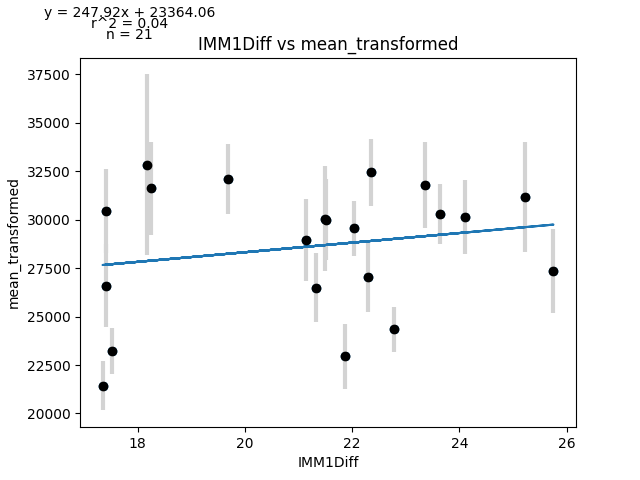 y = 247.92x + 23364.06
r^2 = 0.04
n = 21
IMM1Diff vs mean_transformed
mean_transformed
37500
35000
32500
30000
27500
25000
22500
20000
18
20
22
24
26
IMM1Diff